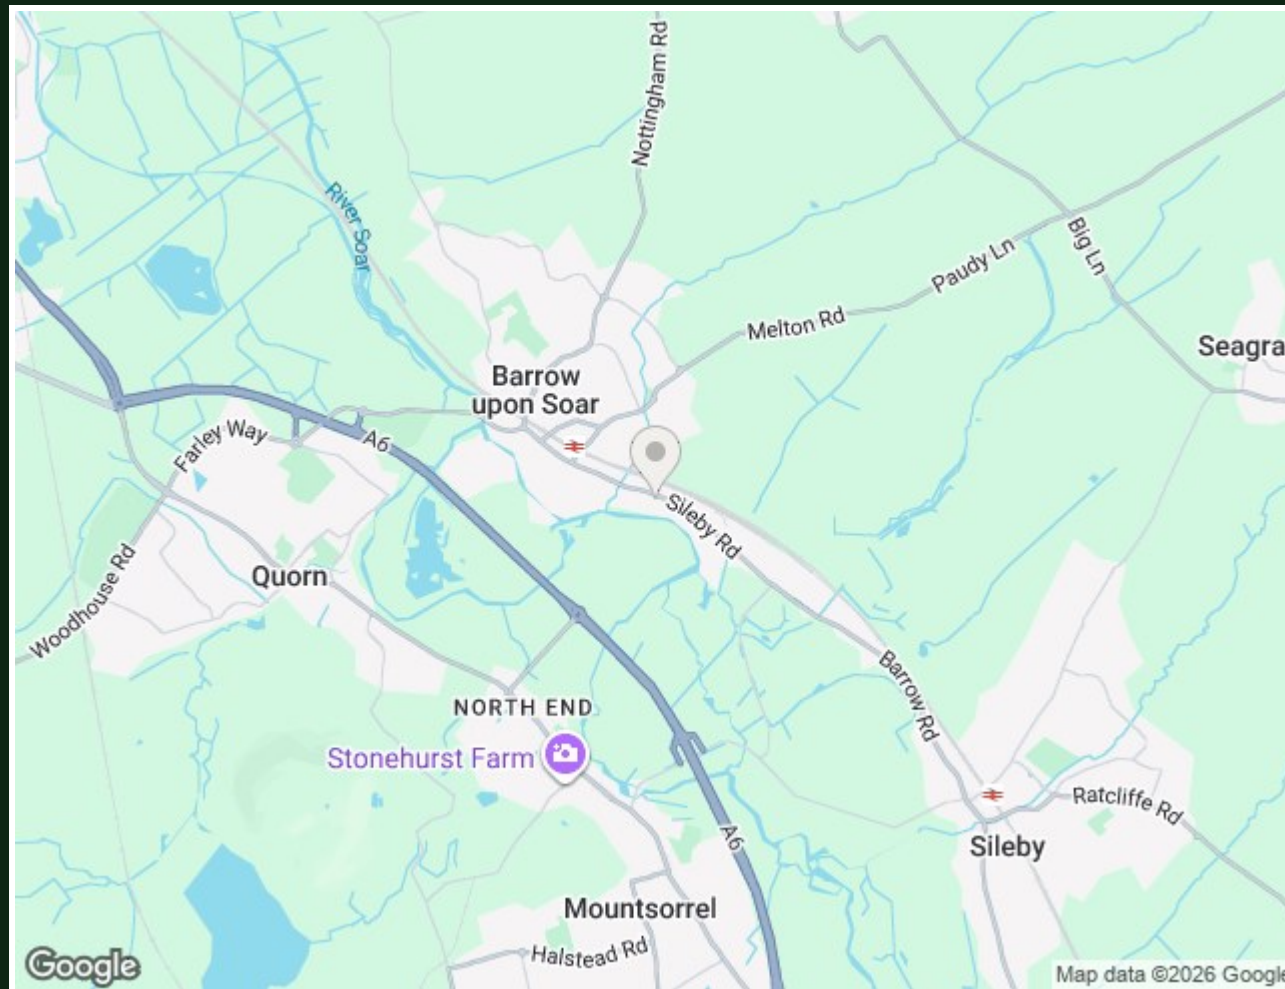 Nottingham Rd
River Soar
Big Ln
Paudy Ln
Melton Rd
Seagra
Barrow
upon Soar
Farley Way
A6
Sileby Rd
Woodhouse Rd
Quorn
Barrow Rd
NORTH END
Stonehurst Farm
Ratcliffe Rd
A6
Sileby
Mountsorrel
Halstead Rd
Google
Map data ©2026 Google